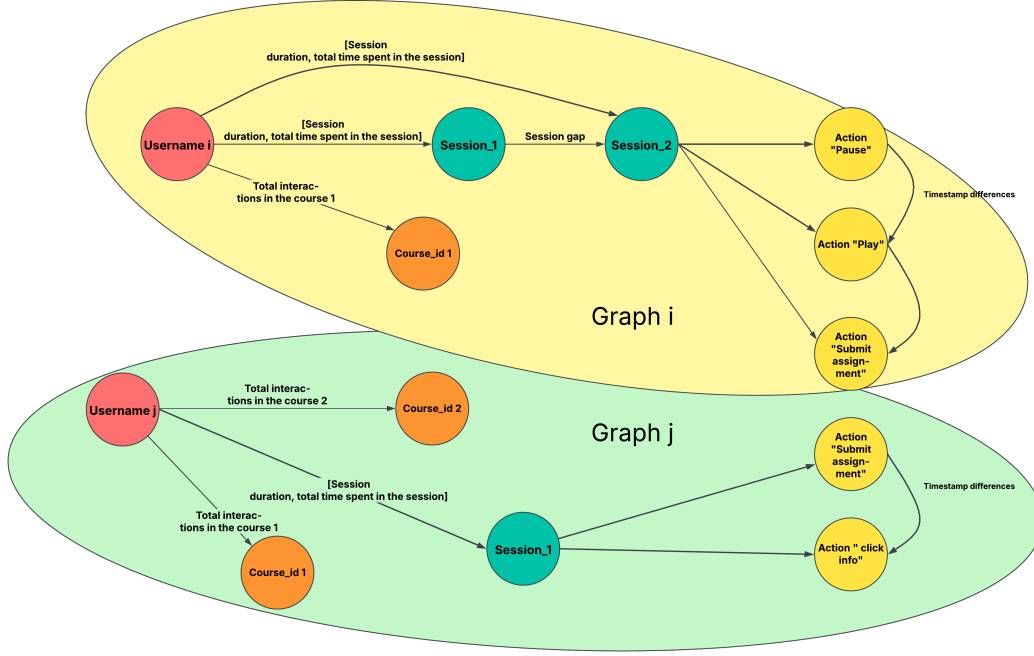 [Session
duration, total time spent in the session]
[Session
duration, total time spent in the session]
Session gap
Username i
Session_1
Session_2
Action
"Pause"
Total interac-
tions in the course 1
Timestamp differences
Course_id 1
Action "Play"
Graph i
Action
"Submit
assign-
ment"
Username j
Total interac-
tions in the course 2
Course_id 2
Graph j
Action
"Submit
assign-
ment"
[Session
duration, total time spent in the session]
Timestamp differences
Total interac-
tions in the course 1
Session_1
Action " click
info"
Course_id 1